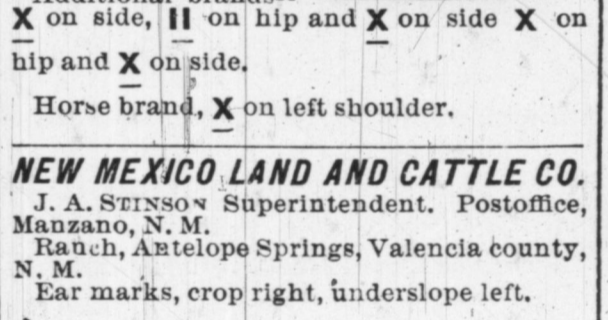 Additional brands
X on side, II on hip and X on side X on
hip and X on side.
Horse brand, X on left shoulder.
NEW MEXICO LAND AND CATTLE CO.
J. A. STINSON Superintendent. Postoffice,
Manzano, N. M.
Ranch, Antelope Springs, Valencia county,
N. M.
Ear marks, crop right, underslope left.